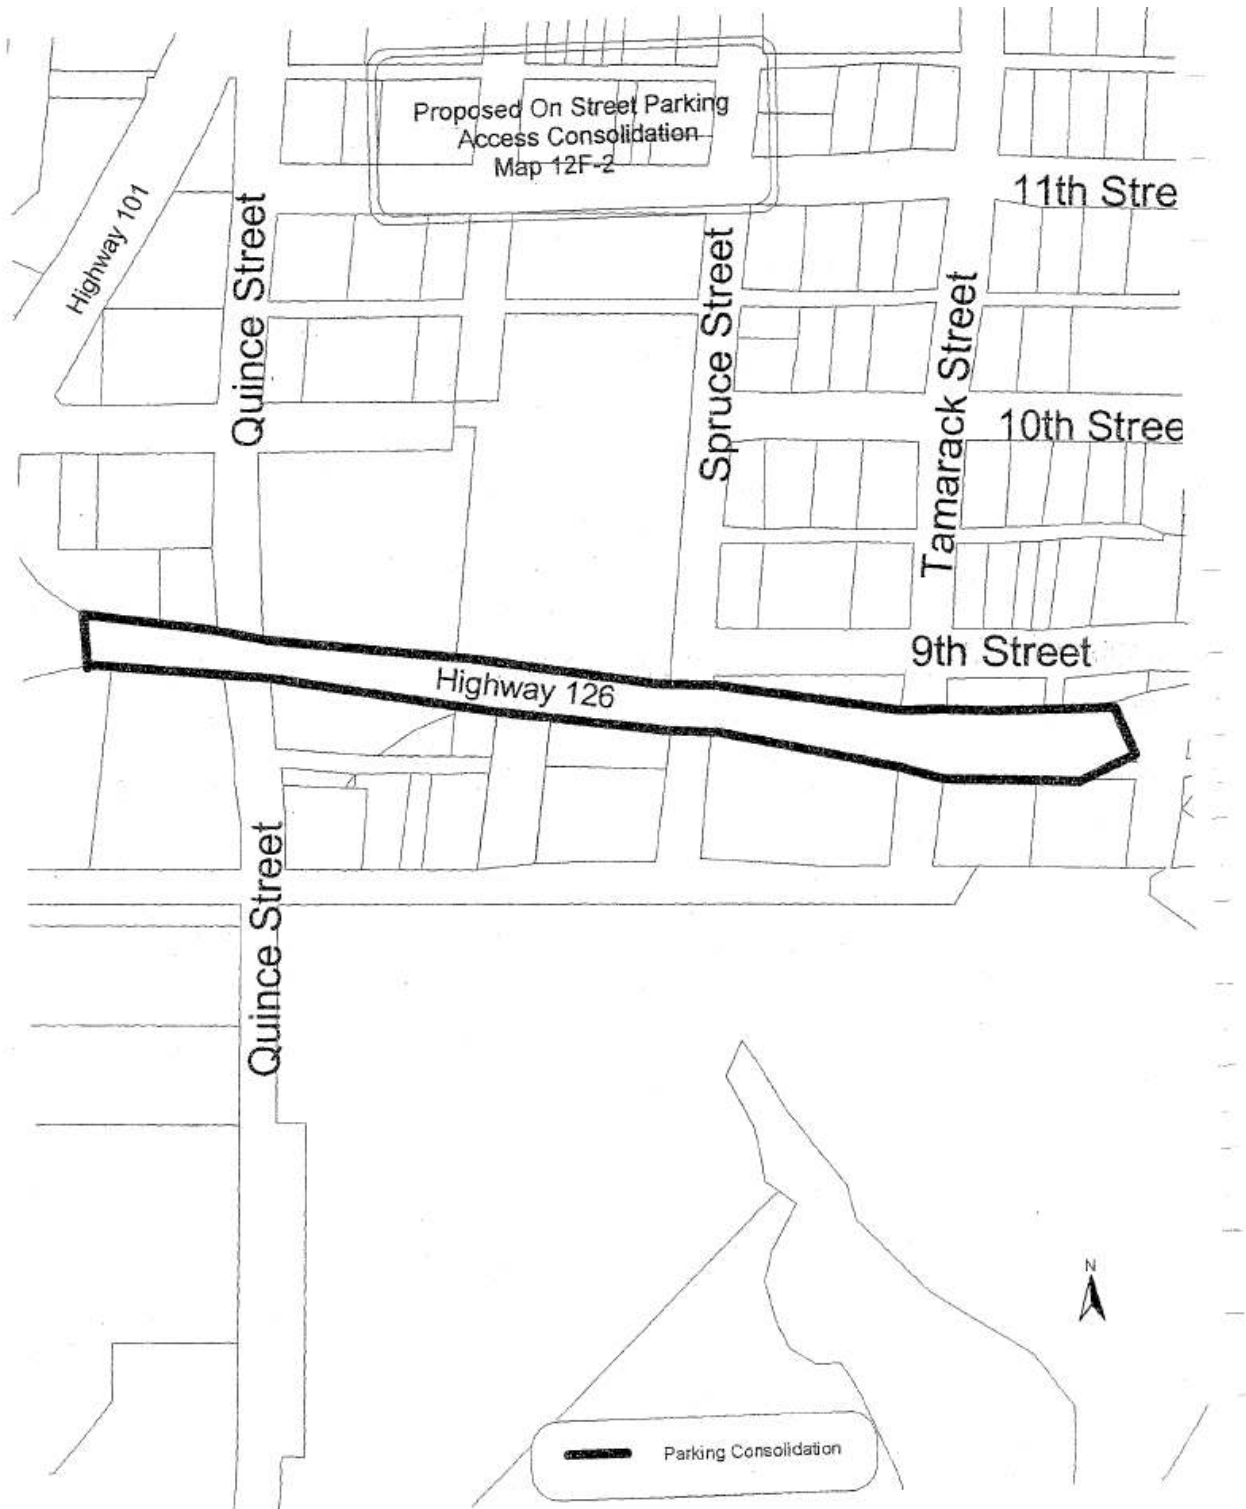 Proposed On Street Parking
Access Consolidation
Map 12F-2
11th Stre
Highway 101
Quince Street
Spruce Street
Tamarack Street
10th Stree
9th Street
Highway 126
Quince Street
N
Parking Consolidation